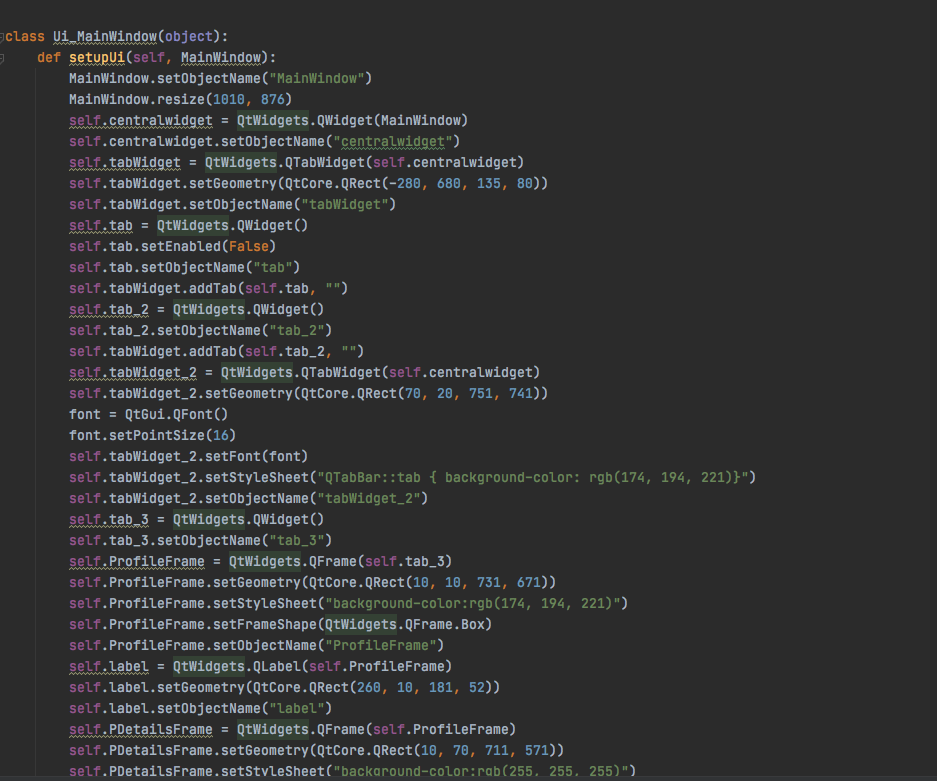 class Ui_MainWindow(object):
def setupUi(self, MainWindow):
MainWindow.setObjectName("MainWindow")
MainWindow.resize(1010, 876)
self.centralwidget = QtWidgets.QWidget(MainWindow)
self.centralwidget.setObjectName("centralwidget")
self.tabWidget = QtWidgets.QTabWidget(self.centralwidget)
self.tabWidget.setGeometry(QtCore.QRect(-280, 680, 135, 80))
self.tabWidget.setObjectName("tabWidget")
self.tab = QtWidgets.QWidget()
self.tab.setEnabled(False)
self.tab.setObjectName("tab")
self.tabWidget.addTab(self.tab, "")
self.tab_2 = QtWidgets.QWidget()
self.tab_2.setObjectName("tab_2")
self.tabWidget.addTab(self.tab_2, "")
self.tabWidget_2 = QtWidgets.QTabWidget(self.centralwidget)
self.tabWidget_2.setGeometry(QtCore.QRect(70, 20, 751, 741))
font = QtGui.QFont()
font.setPointSize(16)
self.tabWidget_2.setFont(font)
self.tabWidget_2.setStyleSheet("QTabBar::tab { background-color: rgb(174, 194, 221)}")
self.tabWidget_2.setObjectName("tabWidget_2")
self.tab_3 = QtWidgets.QWidget()
self.tab_3.setObjectName("tab_3")
self.ProfileFrame = QtWidgets.QFrame(self.tab_3)
self.ProfileFrame.setGeometry(QtCore.QRect(10, 10, 731, 671))
self.ProfileFrame.setStyleSheet("background-color:rgb(174, 194, 221)")
self.ProfileFrame.setFrameShape(QtWidgets.QFrame.Box)
self.ProfileFrame.setObjectName("ProfileFrame")
self.label = QtWidgets.QLabel(self.ProfileFrame)
self.label.setGeometry(QtCore.QRect(260, 10, 181, 52))
self.label.setObjectName("label")
self.PDetailsFrame = QtWidgets.QFrame(self.ProfileFrame)
self.PDetailsFrame.setGeometry(QtCore.QRect(10, 70, 711, 571))
self.PDetailsFrame.setStyleSheet("background-color:rgb(255, 255, 255)")